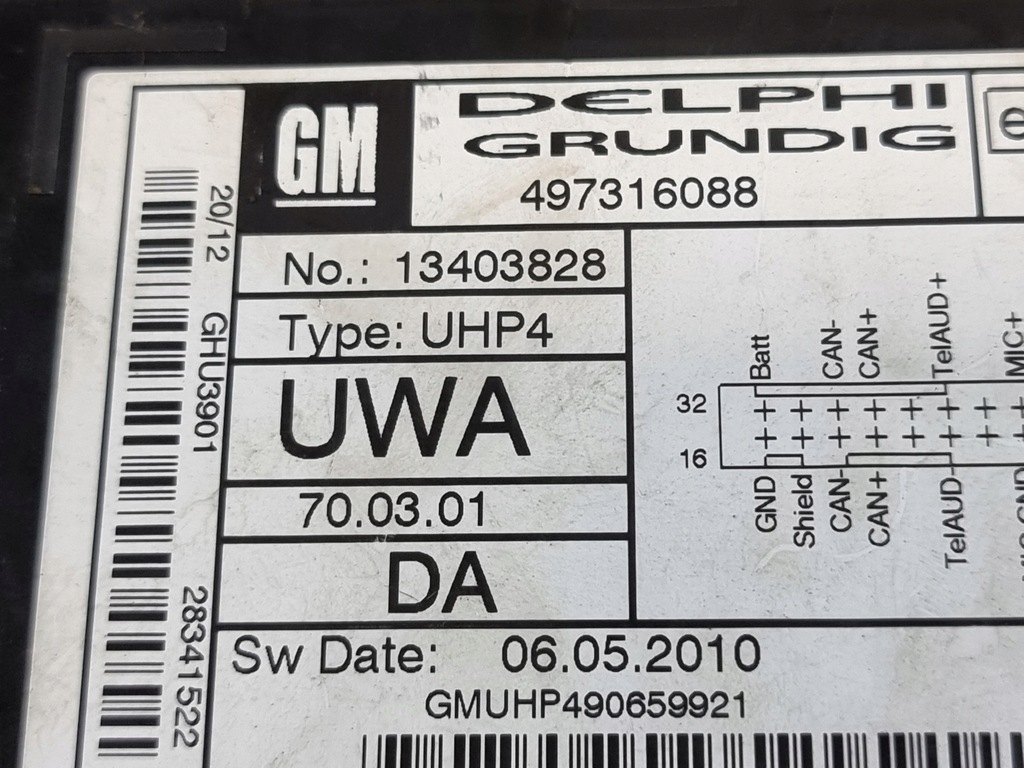 GM
DELPHI
GRUNDIG
497316088
e
No.: 13403828
Type: UHP4
UWA
70.03.01
DA
Sw Date: 06.05.2010
GMUHP490659921
20/12 GHU3901 28341522
Batt CAN- CAN+ TelAUD+ MIC+
32
16
GND Shield CAN- CAN+ TelAUD-